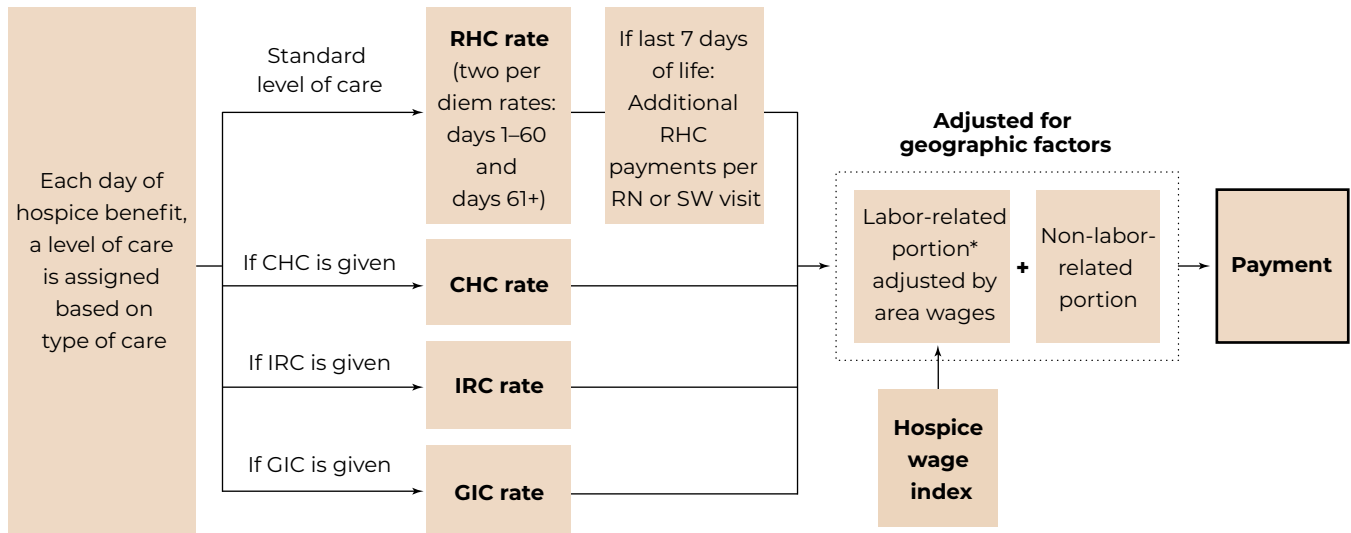 Each day of
hospice benefit,
a level of care
is assigned
based on
type of care
Standard
level of care
RHC rate
(two per
diem rates:
days 1–60
and
days 61+)
If last 7 days
of life:
Additional
RHC
payments per
RN or SW visit
If CHC is given
CHC rate
If IRC is given
IRC rate
If GIC is given
GIC rate
Adjusted for
geographic factors
Labor-related
portion*
adjusted by
area wages
+
Non-labor-
related
portion
Hospice
wage
index
Payment